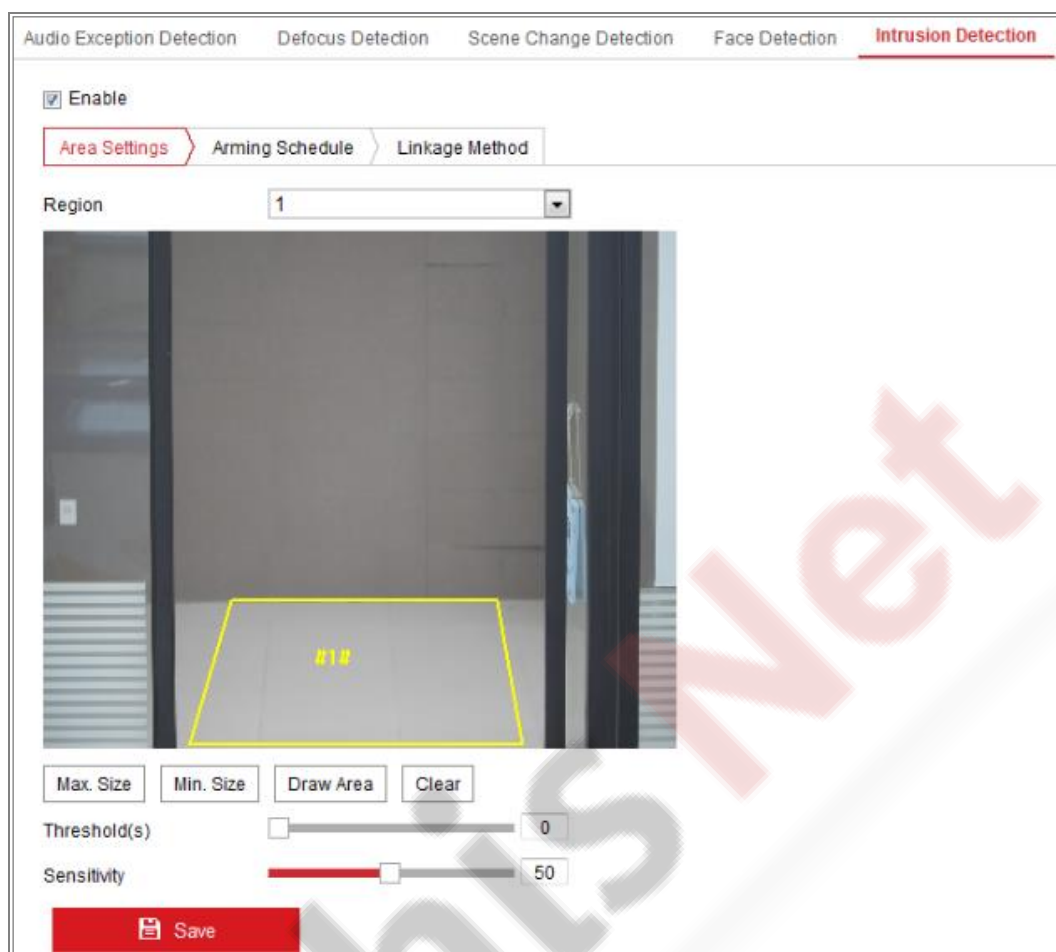 Audio Exception Detection Defocus Detection Scene Change Detection Face Detection Intrusion Detection
Enable
Area Settings Arming Schedule Linkage Method
Region 1
#1#
Max. Size Min. Size Draw Area Clear
Threshold(s) 0
Sensitivity 50
Save
hisNet